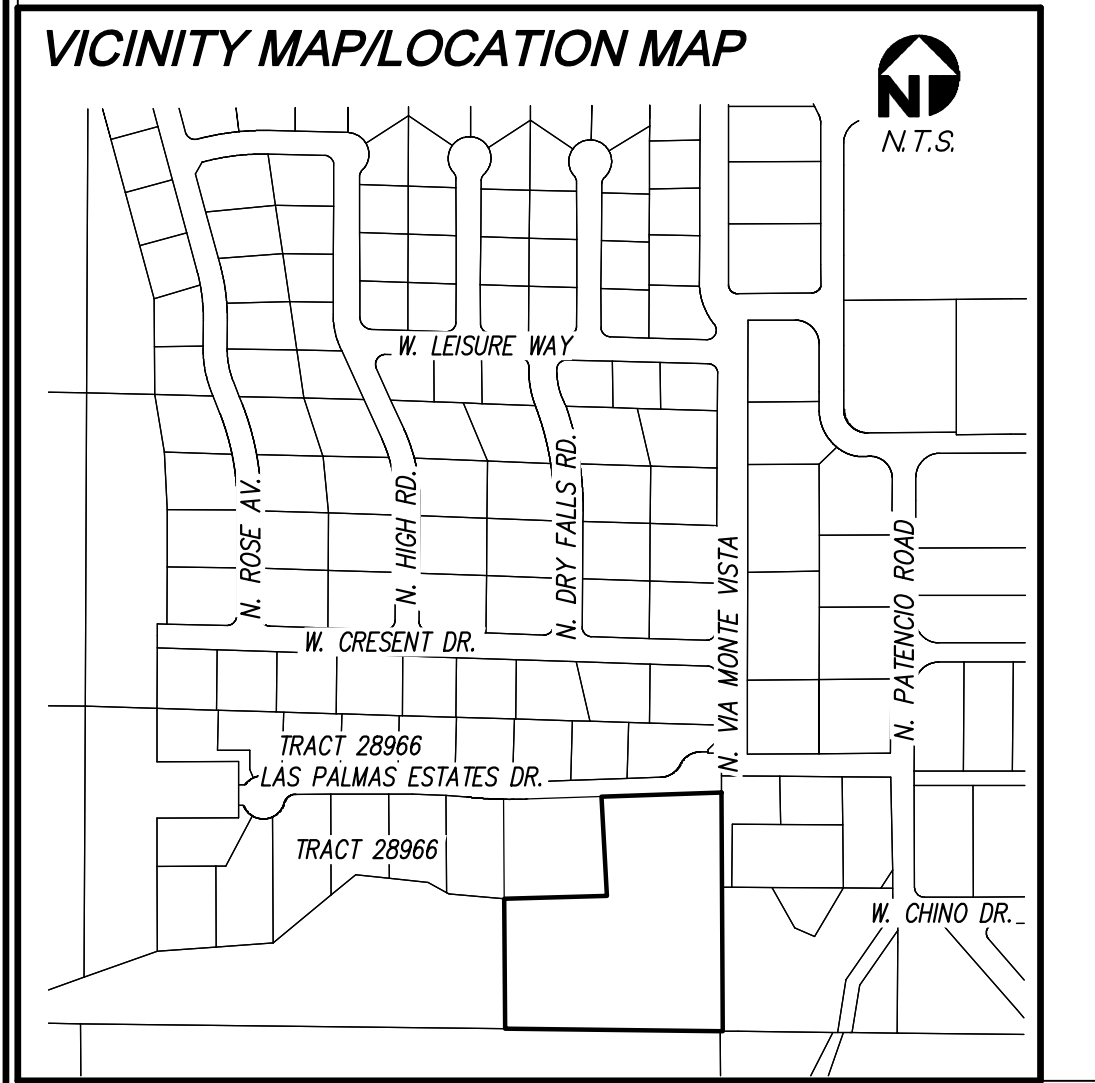 VICINITY MAP/LOCATION MAP
N
N.T.S.
W. LEISURE WAY
N. ROSE AV.
N. HIGH RD.
N. DRY FALLS RD.
N. VIA MONTE VISTA
N. PATENCIO ROAD
W. CRESENT DR.
TRACT 28966
LAS PALMAS ESTATES DR.
TRACT 28966
W. CHINO DR.